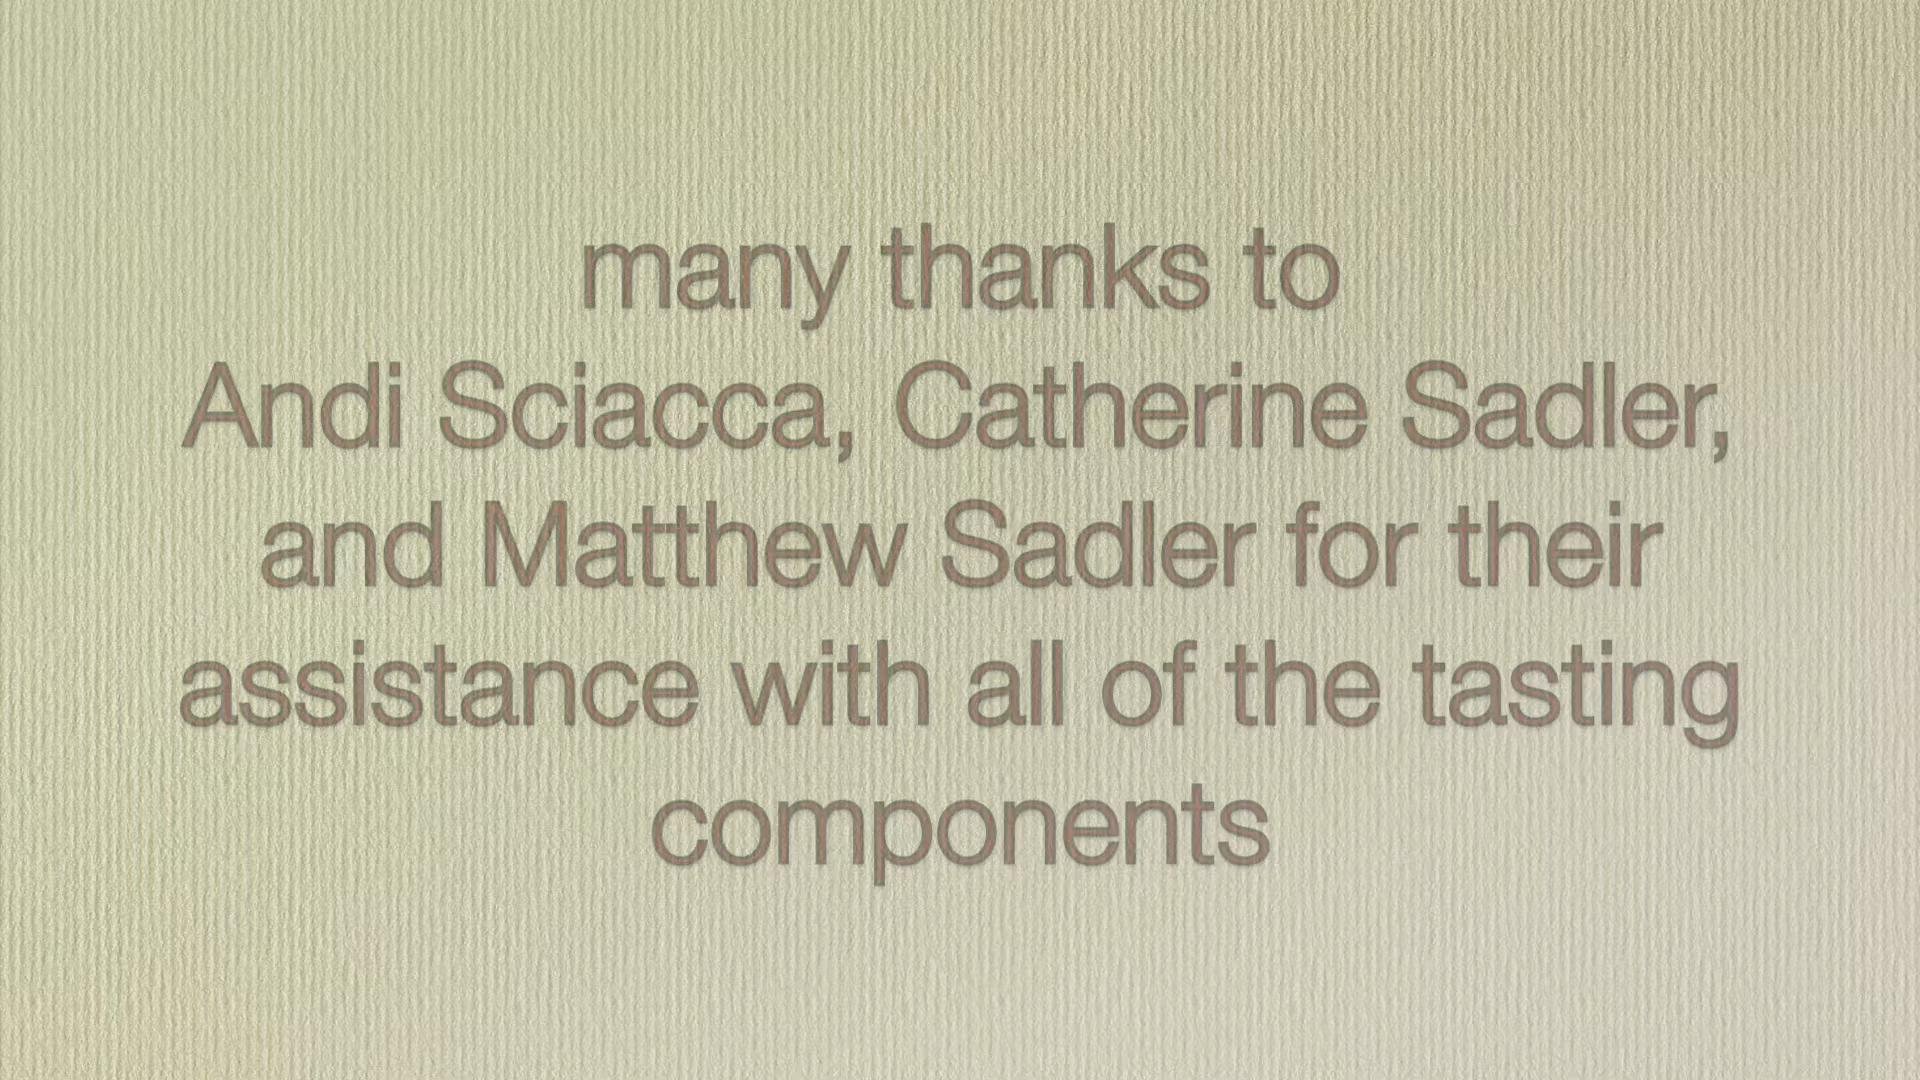 many thanks to
Andi Sciacca, Catherine Sadler,
and Matthew Sadler for their
assistance with all of the tasting
components